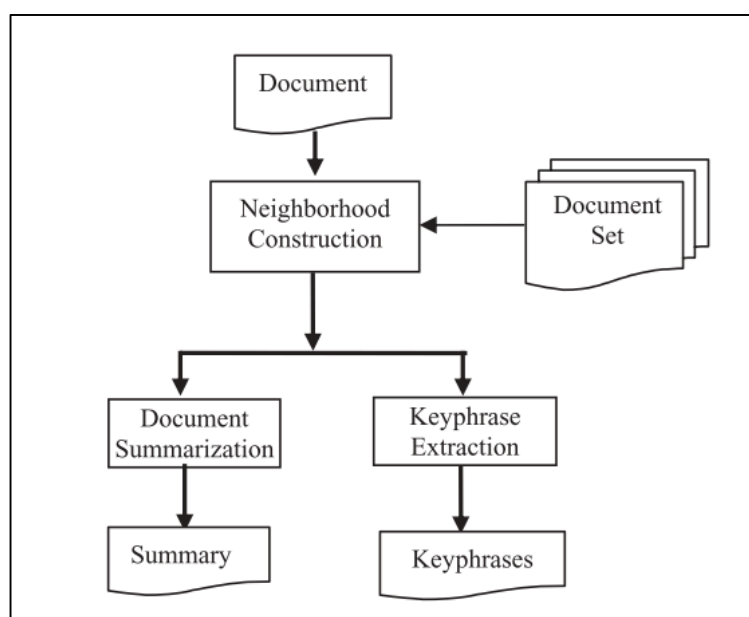 Document
Neighborhood
Construction
Document
Set
Document
Summarization
Keyphrase
Extraction
Summary
Keyphrases